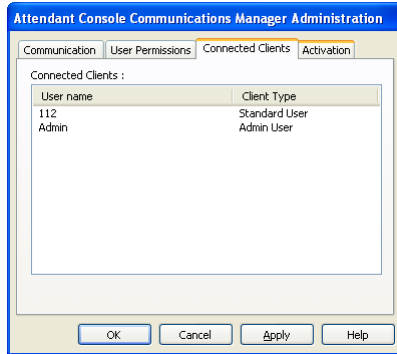 Attendant Console Communications Manager Administration
Communication User Permissions Connected Clients Activation
Connected Clients :
User name Client Type
112 Standard User
Admin Admin User
OK Cancel Apply Help